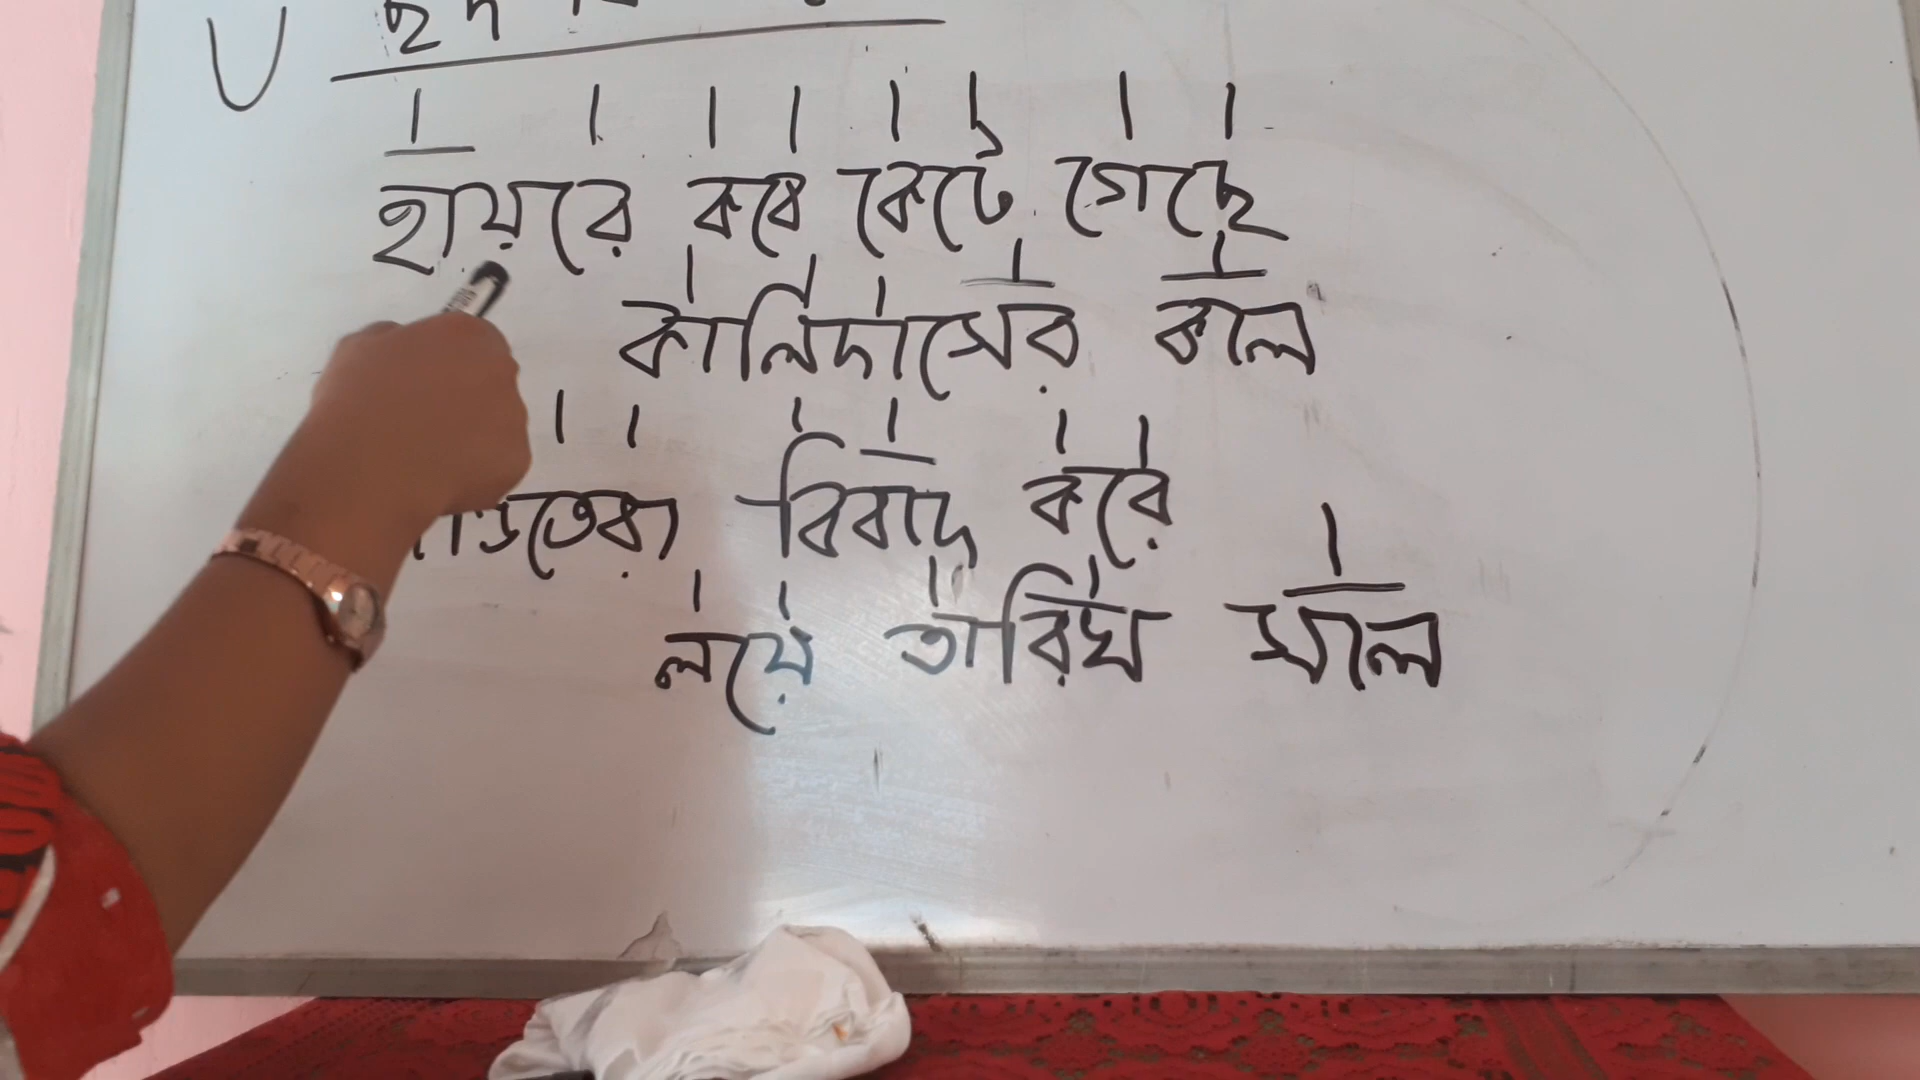 হায়রে কবে কেটে গেছে
কালিদাসের কাল
বিবাদ করে
লয়ে তারিখ সাল